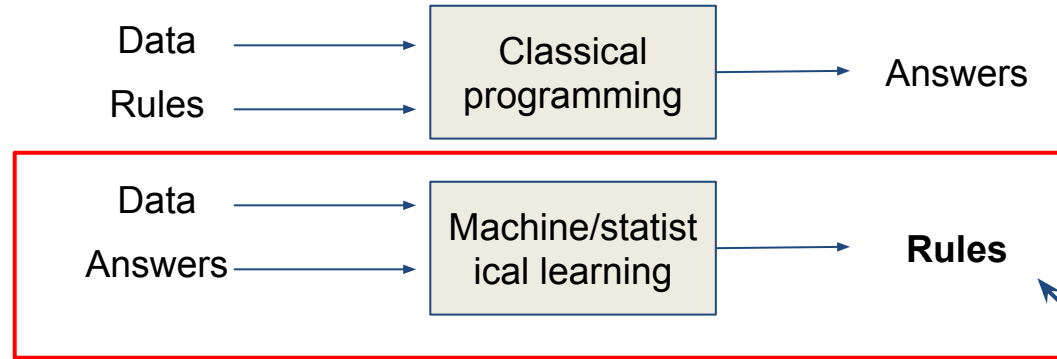 Data
Rules
Classical
programming
Answers
Data
Answers
Machine/statist
ical learning
Rules